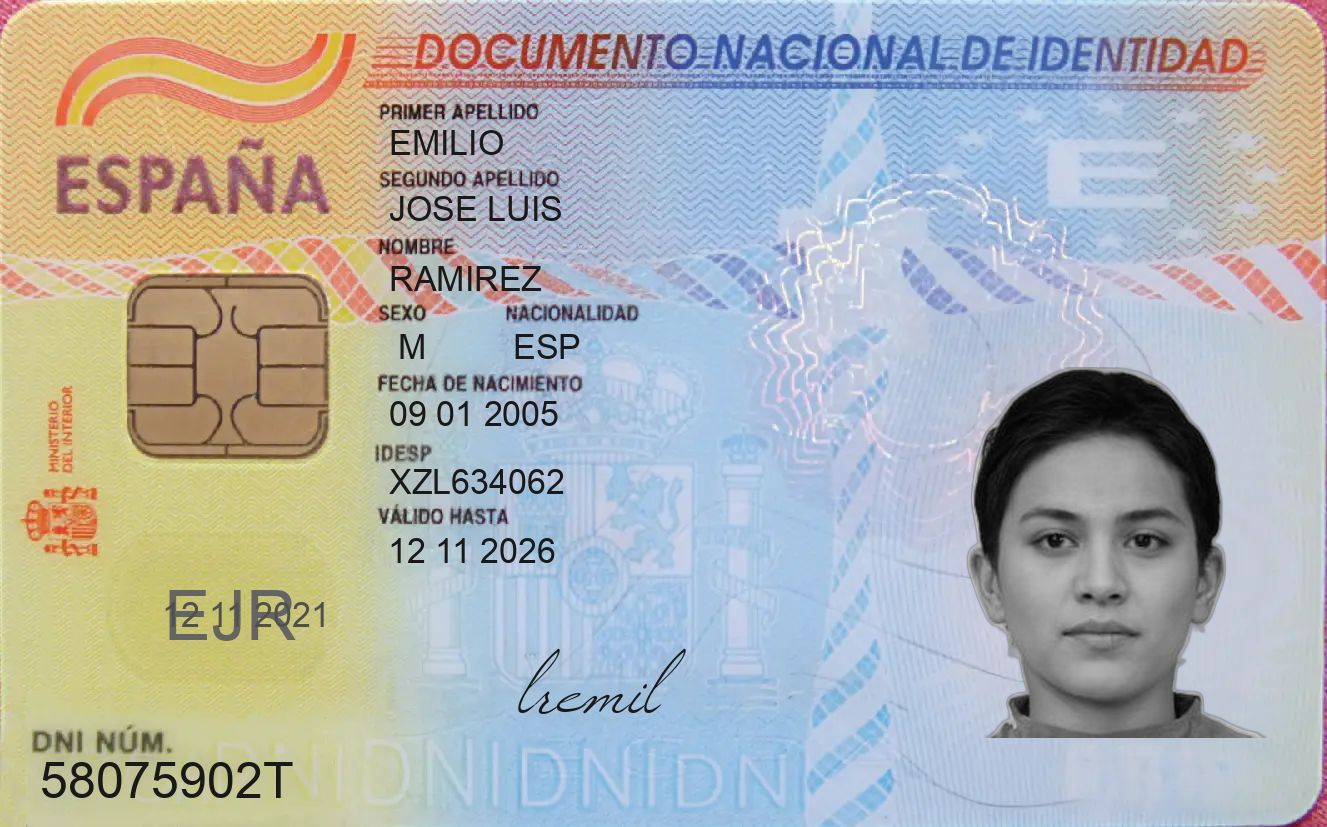 DOCUMENTO NACIONAL DE IDENTIDAD
ESPAÑA
PRIMER APELLIDO
EMILIO
SEGUNDO APELLIDO
JOSE LUIS
NOMBRE
RAMIREZ
SEXO NACIONALIDAD
M ESP
FECHA DE NACIMIENTO
09 01 2005
IDESP
XZL634062
VÁLIDO HASTA
12 11 2026
MINISTERIO
DEL INTERIOR
E
EJR
12 11 2021
lremil
DNI NÚM.
58075902T
DNIDNIDNIDNI